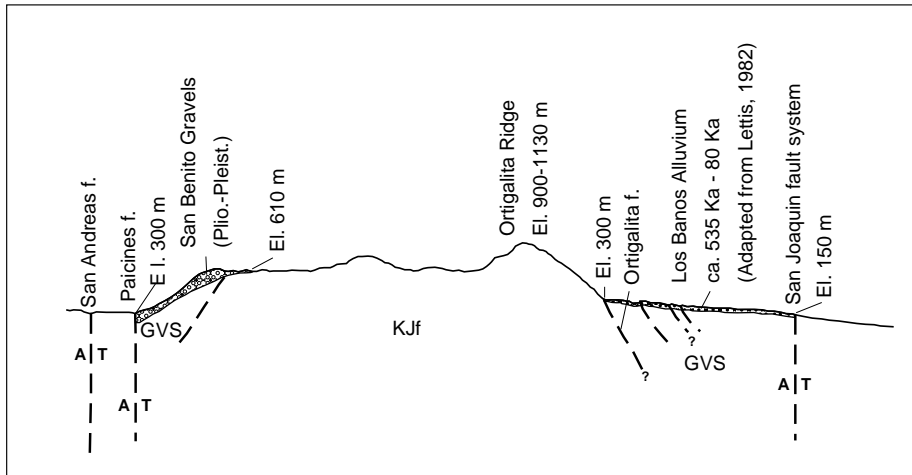 San Andreas f.
Paicines f.
E l. 300 m
San Benito Gravels
(Plio.-Pleist.)
El. 610 m
Ortigalita Ridge
El. 900-1130 m
El. 300 m
Ortigalita f.
Los Banos Alluvium
ca. 535 Ka - 80 Ka
(Adapted from Lettis, 1982)
San Joaquin fault system
El. 150 m
GVS
KJf
?
GVS
A T
?
A T
A T